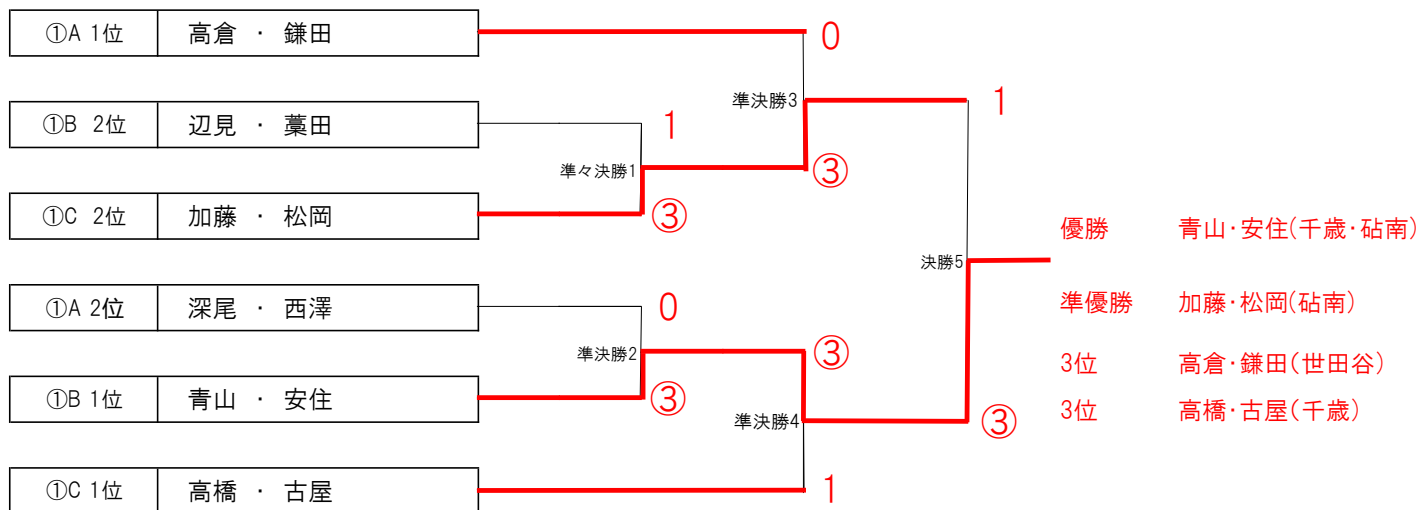 ①A 1位 高倉 ・ 鎌田 0
準決勝3 1
①B 2位 辺見 ・ 藁田 1
準々決勝1 ③
①C 2位 加藤 ・ 松岡 ③
優勝 青山・安住(千歳・砧南)
決勝5
①A 2位 深尾 ・ 西澤 0
準優勝 加藤・松岡(砧南)
準決勝2 ③
3位 高倉・鎌田(世田谷)
①B 1位 青山 ・ 安住 ③
3位 高橋・古屋(千歳)
準決勝4 ③
①C 1位 高橋 ・ 古屋 1